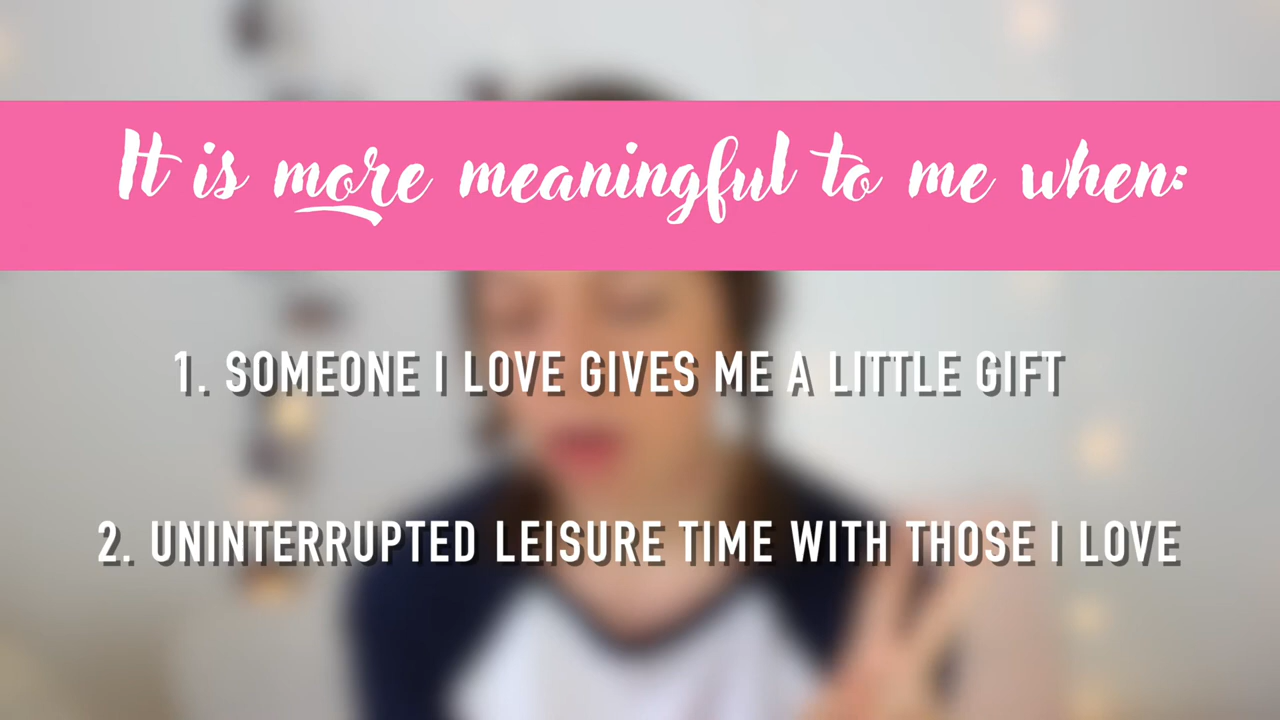 It is more meaningful to me when:
1. SOMEONE I LOVE GIVES ME A LITTLE GIFT
2. UNINTERRUPTED LEISURE TIME WITH THOSE I LOVE